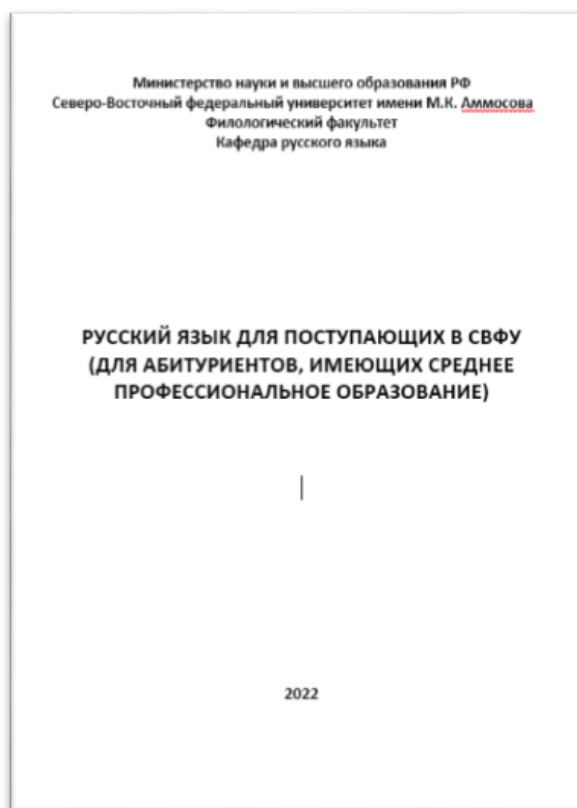 Министерство науки и высшего образования РФ
Северо-Восточный федеральный университет имени М.К. Аммосова
Филологический факультет
Кафедра русского языка
РУССКИЙ ЯЗЫК ДЛЯ ПОСТУПАЮЩИХ В СВФУ
(ДЛЯ АБИТУРИЕНТОВ, ИМЕЮЩИХ СРЕДНЕЕ
ПРОФЕССИОНАЛЬНОЕ ОБРАЗОВАНИЕ)
2022